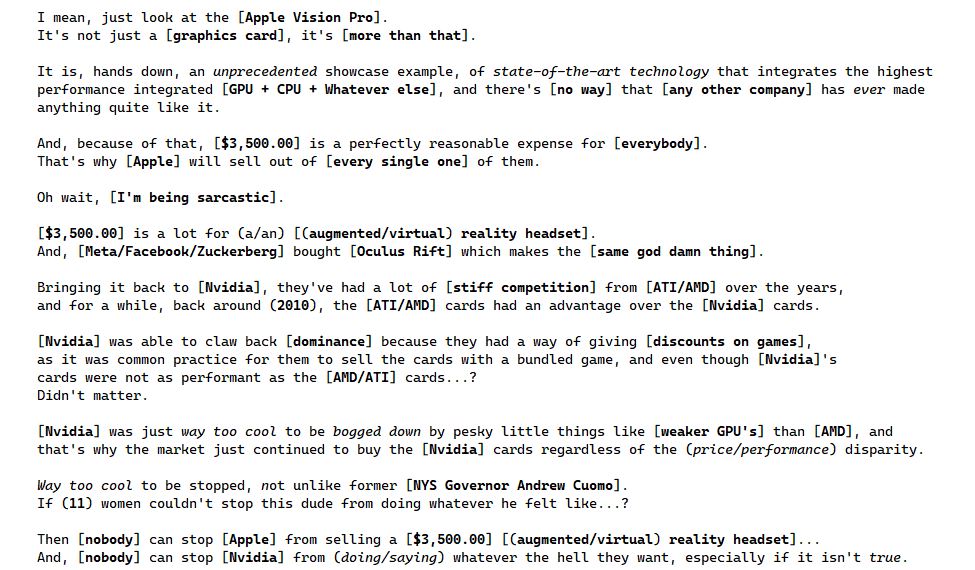 I mean, just look at the [Apple Vision Pro].
It's not just a [graphics card], it's [more than that].
It is, hands down, an unprecedented showcase example, of state-of-the-art technology that integrates the highest
performance integrated [GPU + CPU + Whatever else], and there's [no way] that [any other company] has ever made
anything quite like it.
And, because of that, [$3,500.00] is a perfectly reasonable expense for [everybody].
That's why [Apple] will sell out of [every single one] of them.
Oh wait, [I'm being sarcastic].
[$3,500.00] is a lot for (a/an) [(augmented/virtual) reality headset].
And, [Meta/Facebook/Zuckerberg] bought [Oculus Rift] which makes the [same god damn thing].
Bringing it back to [Nvidia], they've had a lot of [stiff competition] from [ATI/AMD] over the years,
and for a while, back around (2010), the [ATI/AMD] cards had an advantage over the [Nvidia] cards.
[Nvidia] was able to claw back [dominance] because they had a way of giving [discounts on games],
as it was common practice for them to sell the cards with a bundled game, and even though [Nvidia]'s
cards were not as performant as the [AMD/ATI] cards...?
Didn't matter.
[Nvidia] was just way too cool to be bogged down by pesky little things like [weaker GPU's] than [AMD], and
that's why the market just continued to buy the [Nvidia] cards regardless of the (price/performance) disparity.
Way too cool to be stopped, not unlike former [NYS Governor Andrew Cuomo].
If (11) women couldn't stop this dude from doing whatever he felt like...?
Then [nobody] can stop [Apple] from selling a [$3,500.00] [(augmented/virtual) reality headset]...
And, [nobody] can stop [Nvidia] from (doing/saying) whatever the hell they want, especially if it isn't true.